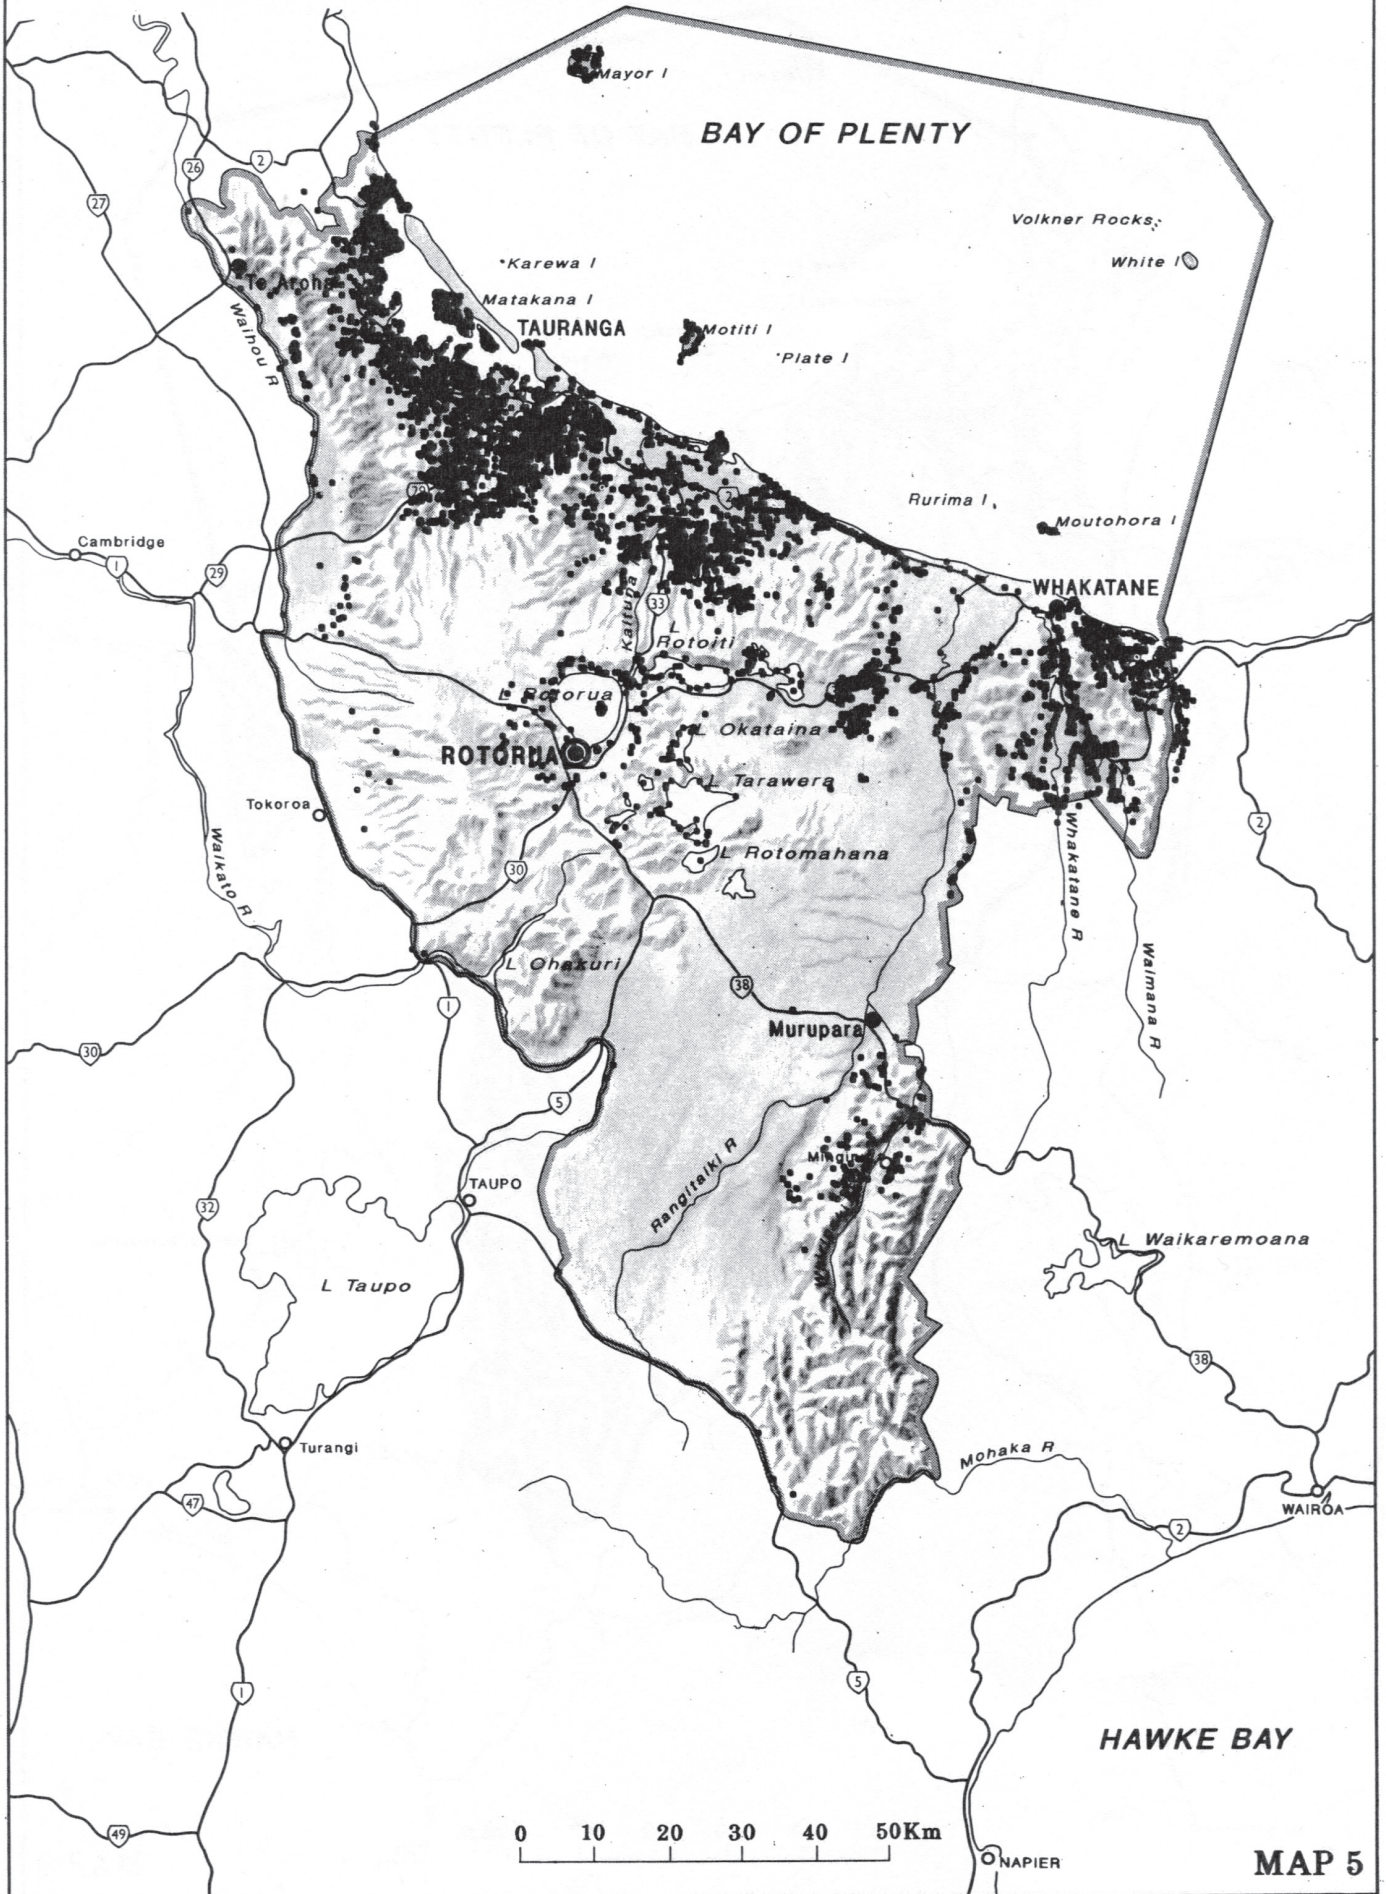 Mayor I
BAY OF PLENTY
26
2
27
Volkner Rocks
White I
Karewa I
Te Aroha
Matakana I
TAURANGA
Motiti I
Plate I
Waihou R
29
2
Rurima I
Moutohora I
Cambridge
1
29
WHAKATANE
33
Kaituna
L
Rotoiti
L Rotorua
L Okataina
ROTORUA
L Tarawera
Tokoroa
2
Waikato R
L Rotomahana
30
Whakatane R
Waimana R
L Ohakuri
38
1
Murupara
30
5
Rangitaiki R
TAUPO
32
L Waikaremoana
L Taupo
38
Turangi
Mohaka R
47
WAIROA
2
1
5
HAWKE BAY
49
0 10 20 30 40 50Km
NAPIER
MAP 5